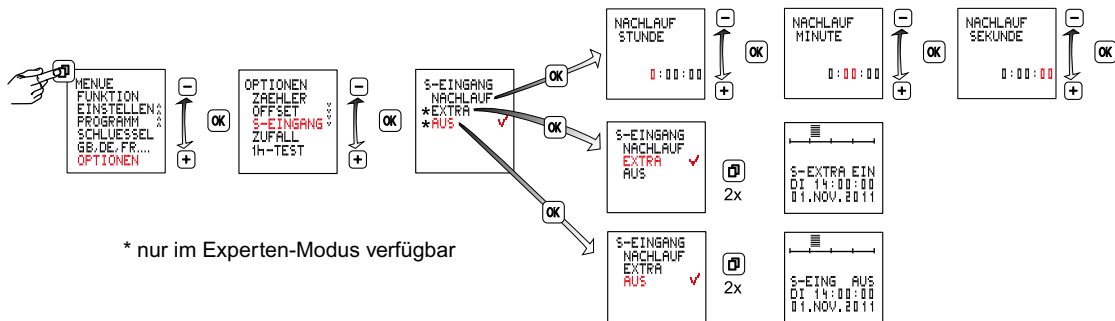 MENUE
FUNKTION
EINSTELLEN
PROGRAMM
SCHLUESSEL
GB,DE,FR....
OPTIONEN
−
OK
+
OPTIONEN
ZAEHLER
OFFSET
S-EINGANG
ZUFALL
1h-TEST
−
OK
+
S-EINGANG
NACHLAUF
*EXTRA
*AUS
OK
OK
OK
NACHLAUF
STUNDE
0:00:00
−
OK
+
NACHLAUF
MINUTE
0:00:00
−
OK
+
NACHLAUF
SEKUNDE
0:00:00
−
OK
+
S-EINGANG
NACHLAUF
EXTRA
AUS
2x
S-EXTRA EIN
DI 14:00:00
01.NOV.2011
S-EINGANG
NACHLAUF
EXTRA
AUS
2x
S-EING AUS
DI 14:00:00
01.NOV.2011
* nur im Experten-Modus verfügbar